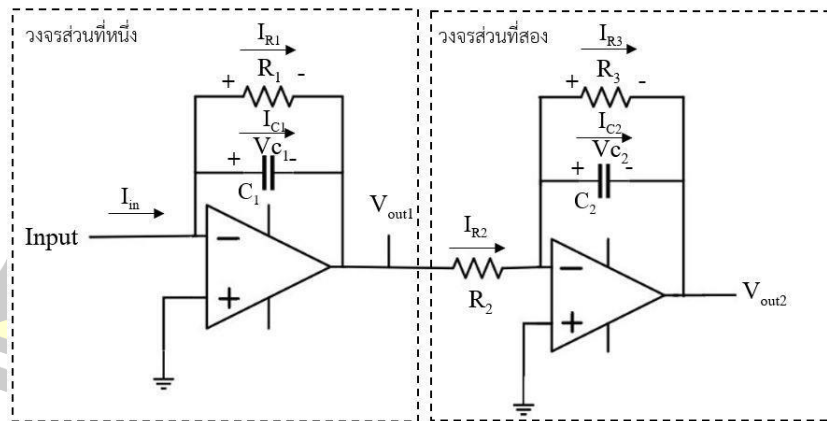 วงจรส่วนที่หนึ่ง
I_R1
+ R_1 -
I_C1
+ Vc_1 -
C_1
I_in
Input
−
+
V_out1
วงจรส่วนที่สอง
I_R3
+ R_3 -
I_C2
+ Vc_2 -
C_2
I_R2
R_2
−
+
V_out2